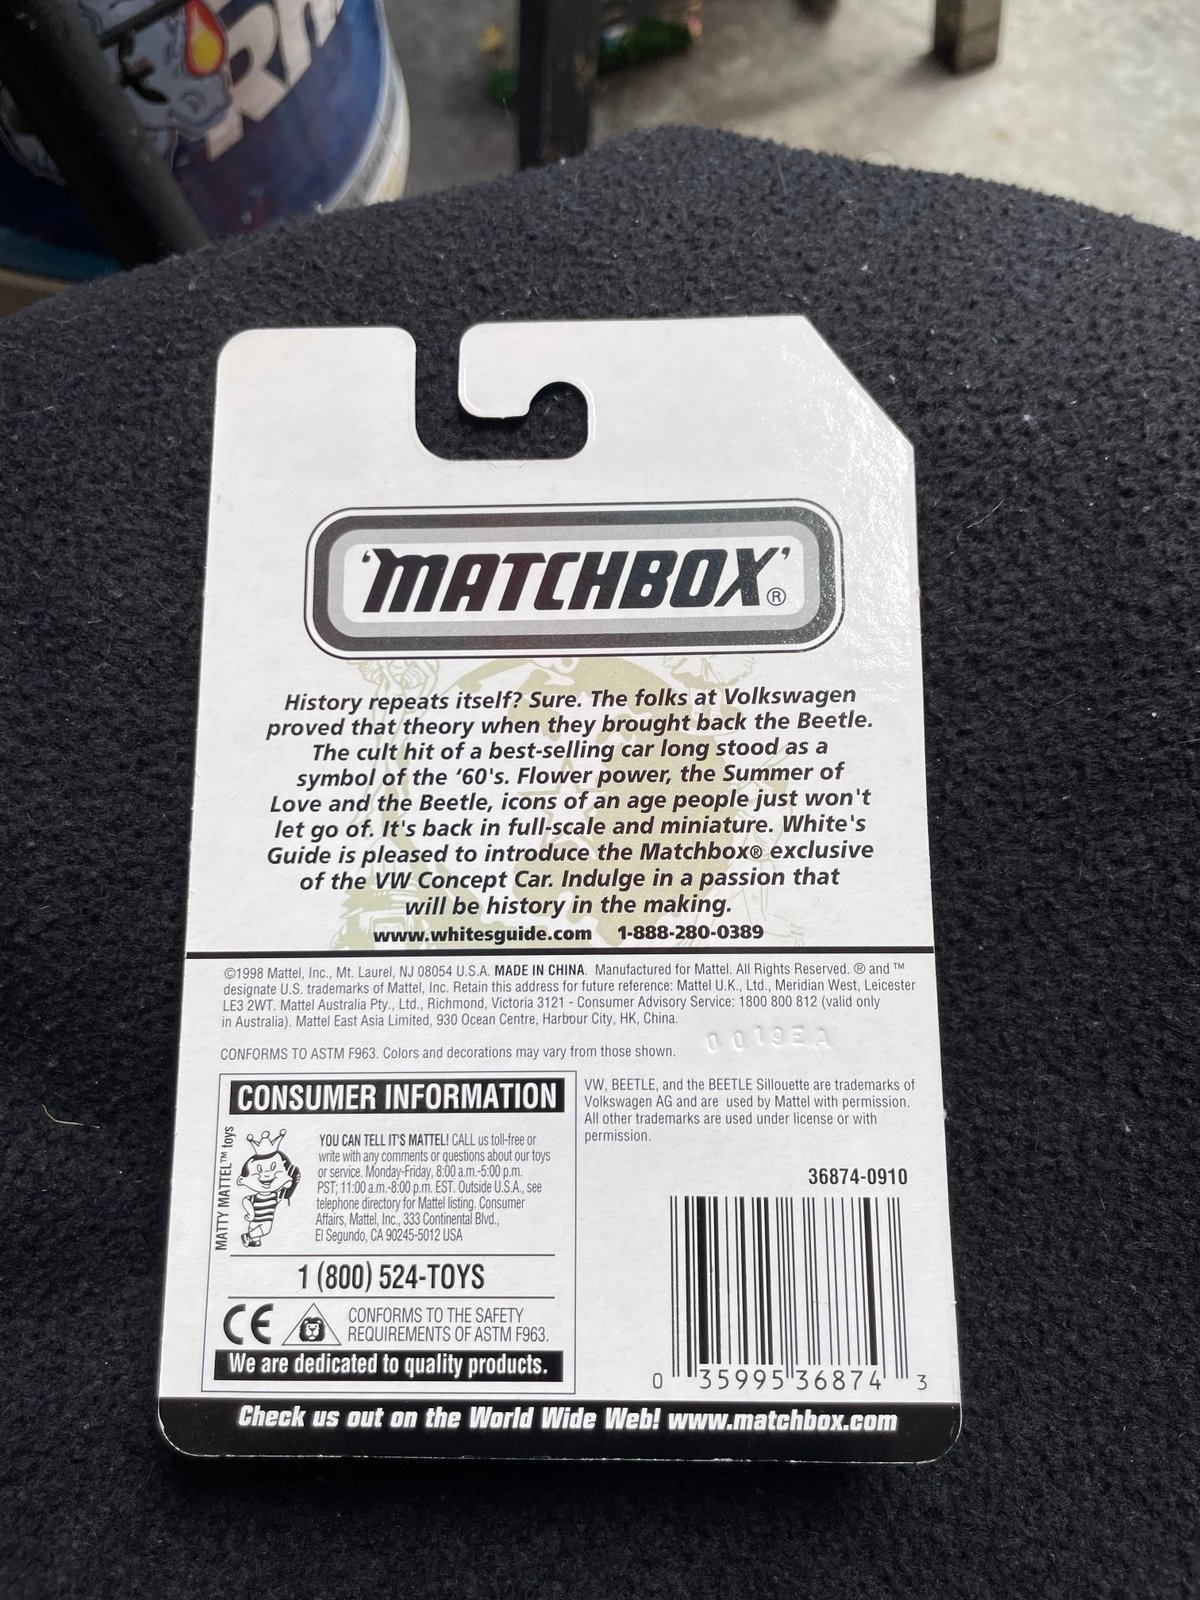 'MATCHBOX'®
History repeats itself? Sure. The folks at Volkswagen
proved that theory when they brought back the Beetle.
The cult hit of a best-selling car long stood as a
symbol of the '60's. Flower power, the Summer of
Love and the Beetle, icons of an age people just won't
let go of. It's back in full-scale and miniature. White's
Guide is pleased to introduce the Matchbox® exclusive
of the VW Concept Car. Indulge in a passion that
will be history in the making.
www.whitesguide.com 1-888-280-0389
©1998 Mattel, Inc., Mt. Laurel, NJ 08054 U.S.A. MADE IN CHINA. Manufactured for Mattel. All Rights Reserved. ® and ™
designate U.S. trademarks of Mattel, Inc. Retain this address for future reference: Mattel U.K., Ltd., Meridian West, Leicester
LE3 2WT. Mattel Australia Pty., Ltd., Richmond, Victoria 3121 - Consumer Advisory Service: 1800 800 812 (valid only
in Australia). Mattel East Asia Limited, 930 Ocean Centre, Harbour City, HK, China.
0019EA
CONFORMS TO ASTM F963. Colors and decorations may vary from those shown.
CONSUMER INFORMATION
MATTY MATTEL™ toys
YOU CAN TELL IT'S MATTEL! CALL us toll-free or
write with any comments or questions about our toys
or service. Monday-Friday, 8:00 a.m.-5:00 p.m.
PST; 11:00 a.m.-8:00 p.m. EST. Outside U.S.A., see
telephone directory for Mattel listing. Consumer
Affairs, Mattel, Inc., 333 Continental Blvd.,
El Segundo, CA 90245-5012 USA
1 (800) 524-TOYS
CE
CONFORMS TO THE SAFETY
REQUIREMENTS OF ASTM F963.
We are dedicated to quality products.
VW, BEETLE, and the BEETLE Sillouette are trademarks of
Volkswagen AG and are used by Mattel with permission.
All other trademarks are used under license or with
permission.
36874-0910
0 35995 36874 3
Check us out on the World Wide Web! www.matchbox.com